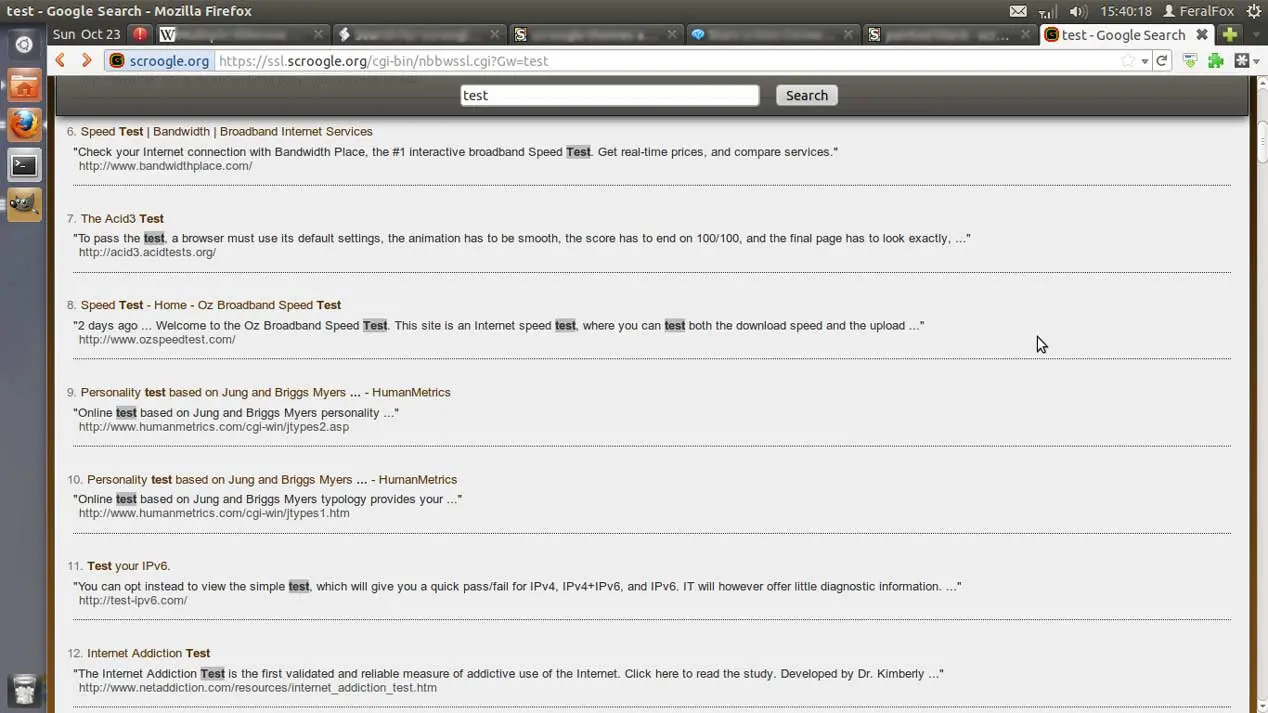 test - Google Search - Mozilla Firefox
15:40:18 FeralFox
Sun Oct 23
test - Google Search
scroogle.org https://ssl.scroogle.org/cgi-bin/nbbwssl.cgi?Gw=test
test Search
6. Speed Test | Bandwidth | Broadband Internet Services
"Check your Internet connection with Bandwidth Place, the #1 interactive broadband Speed Test. Get real-time prices, and compare services."
http://www.bandwidthplace.com/
7. The Acid3 Test
"To pass the test, a browser must use its default settings, the animation has to be smooth, the score has to end on 100/100, and the final page has to look exactly, ..."
http://acid3.acidtests.org/
8. Speed Test - Home - Oz Broadband Speed Test
"2 days ago ... Welcome to the Oz Broadband Speed Test. This site is an Internet speed test, where you can test both the download speed and the upload ..."
http://www.ozspeedtest.com/
9. Personality test based on Jung and Briggs Myers ... - HumanMetrics
"Online test based on Jung and Briggs Myers personality ..."
http://www.humanmetrics.com/cgi-win/jtypes2.asp
10. Personality test based on Jung and Briggs Myers ... - HumanMetrics
"Online test based on Jung and Briggs Myers typology provides your ..."
http://www.humanmetrics.com/cgi-win/jtypes1.htm
11. Test your IPv6.
"You can opt instead to view the simple test, which will give you a quick pass/fail for IPv4, IPv4+IPv6, and IPv6. IT will however offer little diagnostic information. ..."
http://test-ipv6.com/
12. Internet Addiction Test
"The Internet Addiction Test is the first validated and reliable measure of addictive use of the Internet. Click here to read the study. Developed by Dr. Kimberly ..."
http://www.netaddiction.com/resources/internet_addiction_test.htm